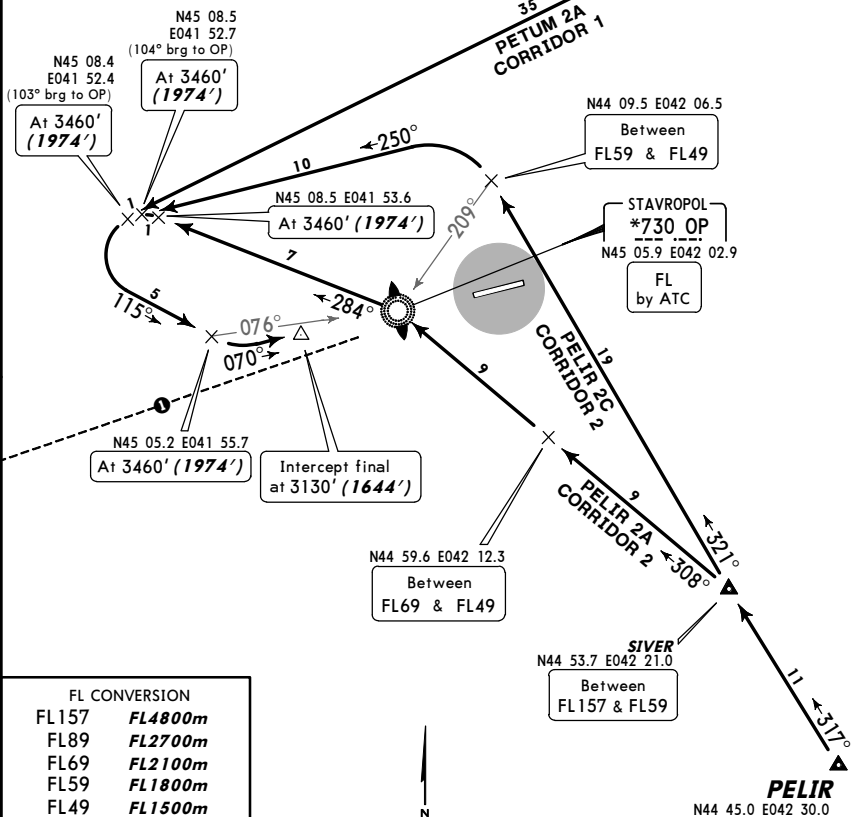 35
PETUM 2A
CORRIDOR 1
N45 08.5
E041 52.7
(104° brg to OP)
At 3460'
(1974')
N45 08.4
E041 52.4
(103° brg to OP)
At 3460'
(1974')
N44 09.5 E042 06.5
Between
FL59 & FL49
250°
10
1
1
N45 08.5 E041 53.6
At 3460' (1974')
209°
STAVROPOL
*730 OP
N45 05.9 E042 02.9
FL
by ATC
7
284°
5
115°
076°
070°
1
N45 05.2 E041 55.7
At 3460' (1974')
Intercept final
at 3130' (1644')
9
19
PELIR 2C
CORRIDOR 2
9
PELIR 2A
CORRIDOR 2
321°
308°
N44 59.6 E042 12.3
Between
FL69 & FL49
SIVER
N44 53.7 E042 21.0
Between
FL157 & FL59
11
317°
PELIR
N44 45.0 E042 30.0
FL CONVERSION
FL157 FL4800m
FL89 FL2700m
FL69 FL2100m
FL59 FL1800m
FL49 FL1500m
N